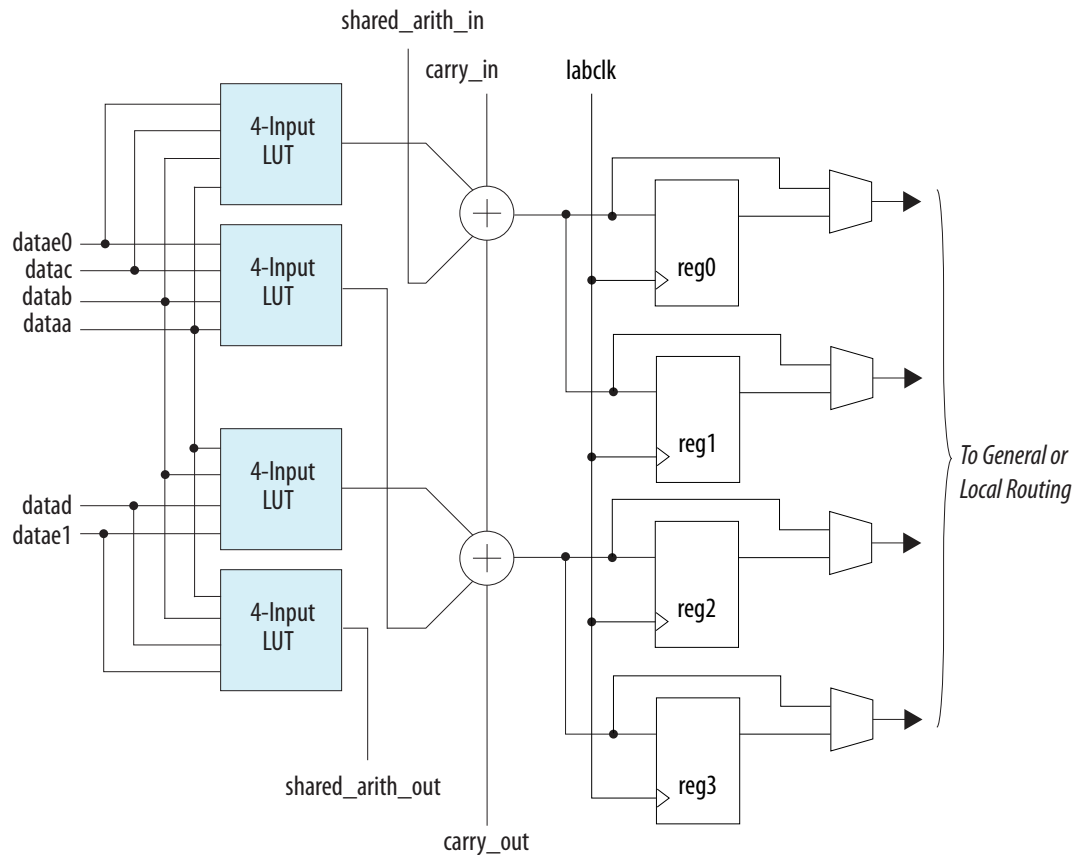 shared_arith_in
carry_in
labclk
4-Input
LUT
reg0
datae0
datac
datab
dataa
4-Input
LUT
reg1
4-Input
LUT
To General or
Local Routing
datad
datae1
4-Input
LUT
reg2
shared_arith_out
reg3
carry_out